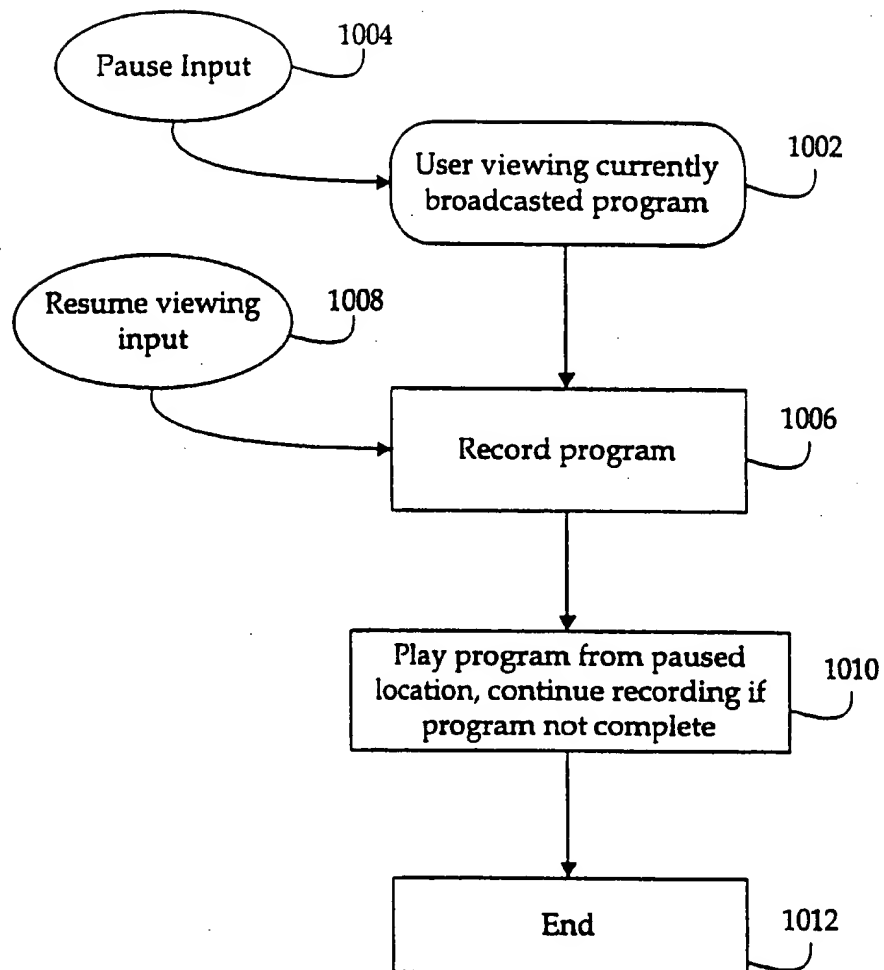 1004
Pause Input
1002
User viewing currently
broadcasted program
1008
Resume viewing
input
1006
Record program
1010
Play program from paused
location, continue recording if
program not complete
1012
End